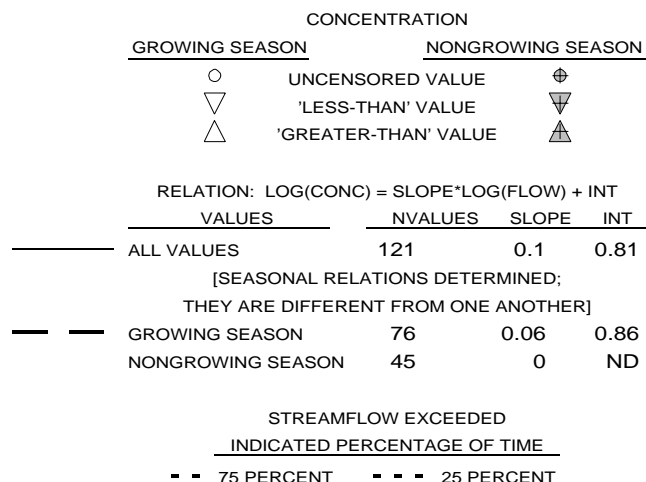 CONCENTRATION
GROWING SEASON NONGROWING SEASON
UNCENSORED VALUE
'LESS-THAN' VALUE
'GREATER-THAN' VALUE
RELATION: LOG(CONC) = SLOPE*LOG(FLOW) + INT
VALUES NVALUES SLOPE INT
ALL VALUES 121 0.1 0.81
[SEASONAL RELATIONS DETERMINED;
THEY ARE DIFFERENT FROM ONE ANOTHER]
GROWING SEASON 76 0.06 0.86
NONGROWING SEASON 45 0 ND
STREAMFLOW EXCEEDED
INDICATED PERCENTAGE OF TIME
75 PERCENT 25 PERCENT